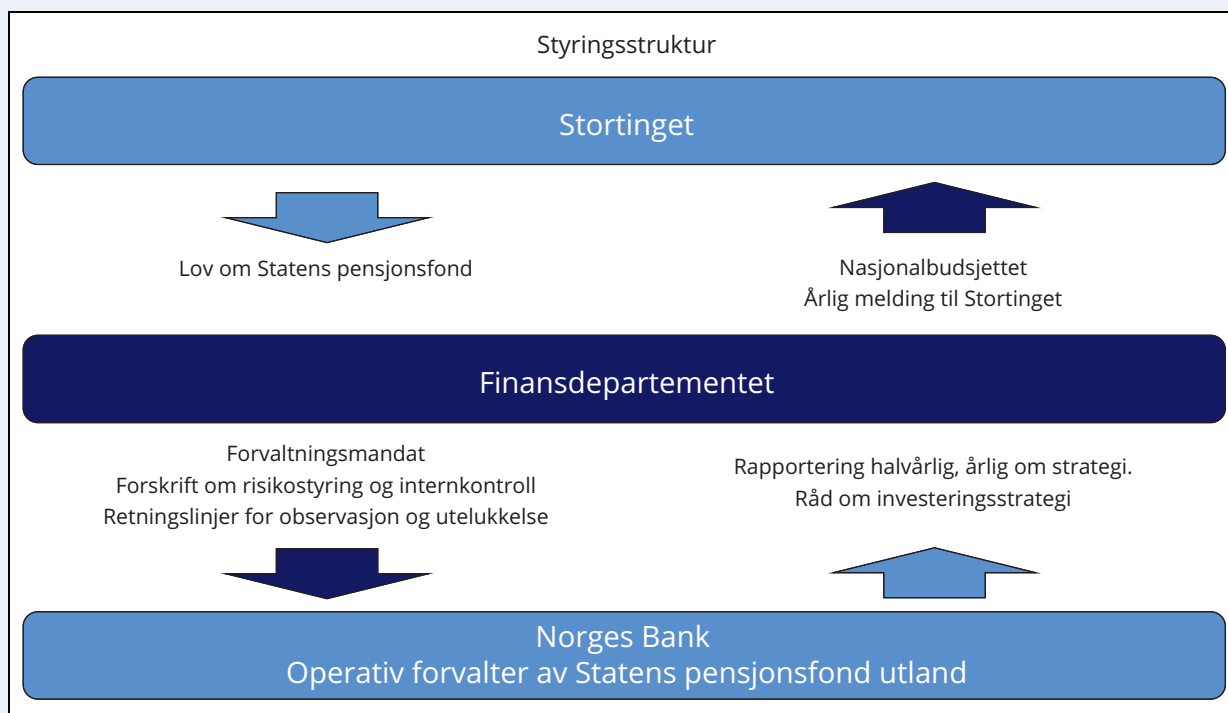 Styringsstruktur
Stortinget
Lov om Statens pensjonsfond
Nasjonalbudsjettet
Årlig melding til Stortinget
Finansdepartementet
Forvaltningsmandat
Forskrift om risikostyring og internkontroll
Retningslinjer for observasjon og utelukkelse
Rapportering halvårlig, årlig om strategi.
Råd om investeringsstrategi
Norges Bank
Operativ forvalter av Statens pensjonsfond utland